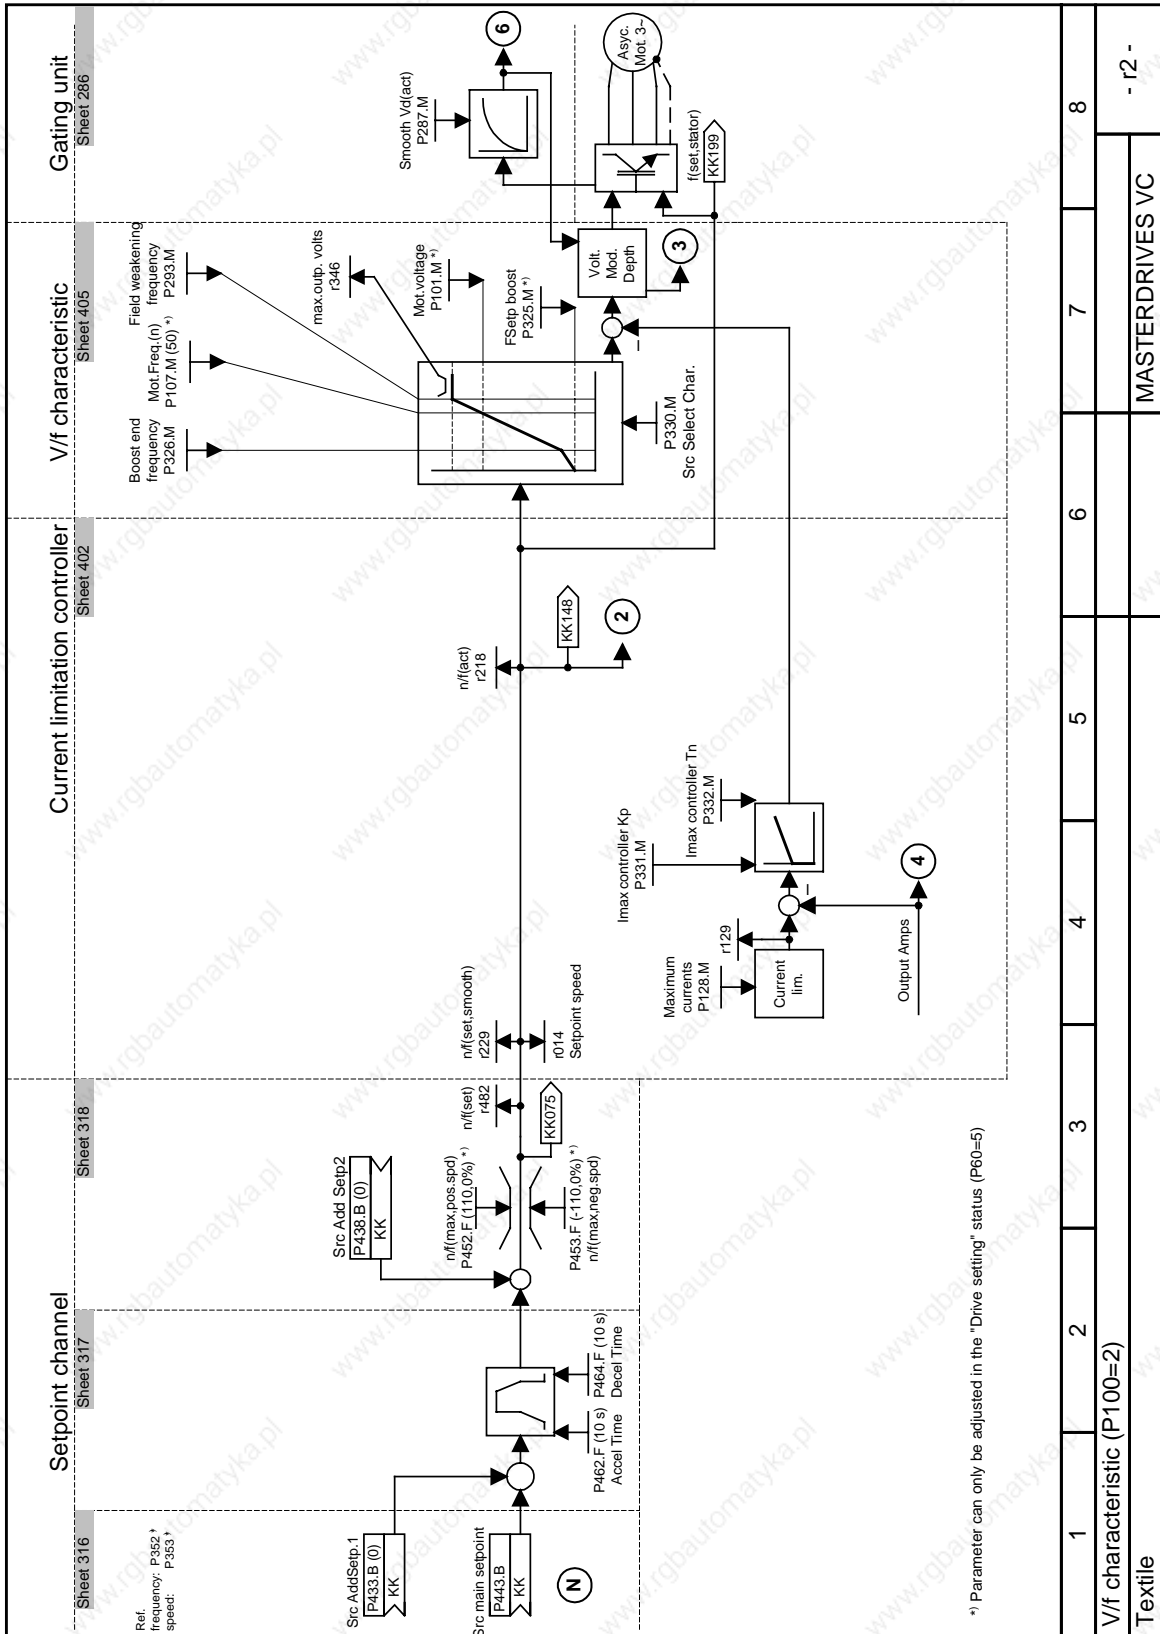 Setpoint channel
Current limitation controller
V/f characteristic
Gating unit
Sheet 316
Sheet 317
Sheet 318
Sheet 402
Sheet 405
Sheet 286
Ref.
frequency: P352 *)
speed: P353 *)
Src AddSetp.1
P433.B (0)
KK
Src main setpoint
P443.B
KK
N
P462.F (10 s)
Accel Time
P464.F (10 s)
Decel Time
Src Add Setp2
P438.B (0)
KK
n/f(max,pos.spd)
P452.F (110,0%) *)
P453.F (-110,0%) *)
n/f(max,neg.spd)
n/f(set)
r482
KK075
n/f(set,smooth)
r229
r014
Setpoint speed
Maximum
currents
P128.M
r129
Current
lim.
Output Amps
4
Imax controller Kp
P331.M
Imax controller Tn
P332.M
n/f(act)
r218
KK148
2
Boost end
frequency
P326.M
Mot.Freq.(n)
P107.M (50) *)
Field weakening
frequency
P293.M
max.outp. volts
r346
Mot.voltage
P101.M *)
FSetp boost
P325.M *)
P330.M
Src Select Char.
Volt.
Mod.
Depth
3
Smooth Vd(act)
P287.M
6
Asyc.
Mot. 3~
f(set,stator)
KK199
*) Parameter can only be adjusted in the "Drive setting" status (P60=5)
1
2
3
4
5
6
7
8
V/f characteristic (P100=2)
Textile
MASTERDRIVES VC
- r2 -
www.rgbautomatyka.pl